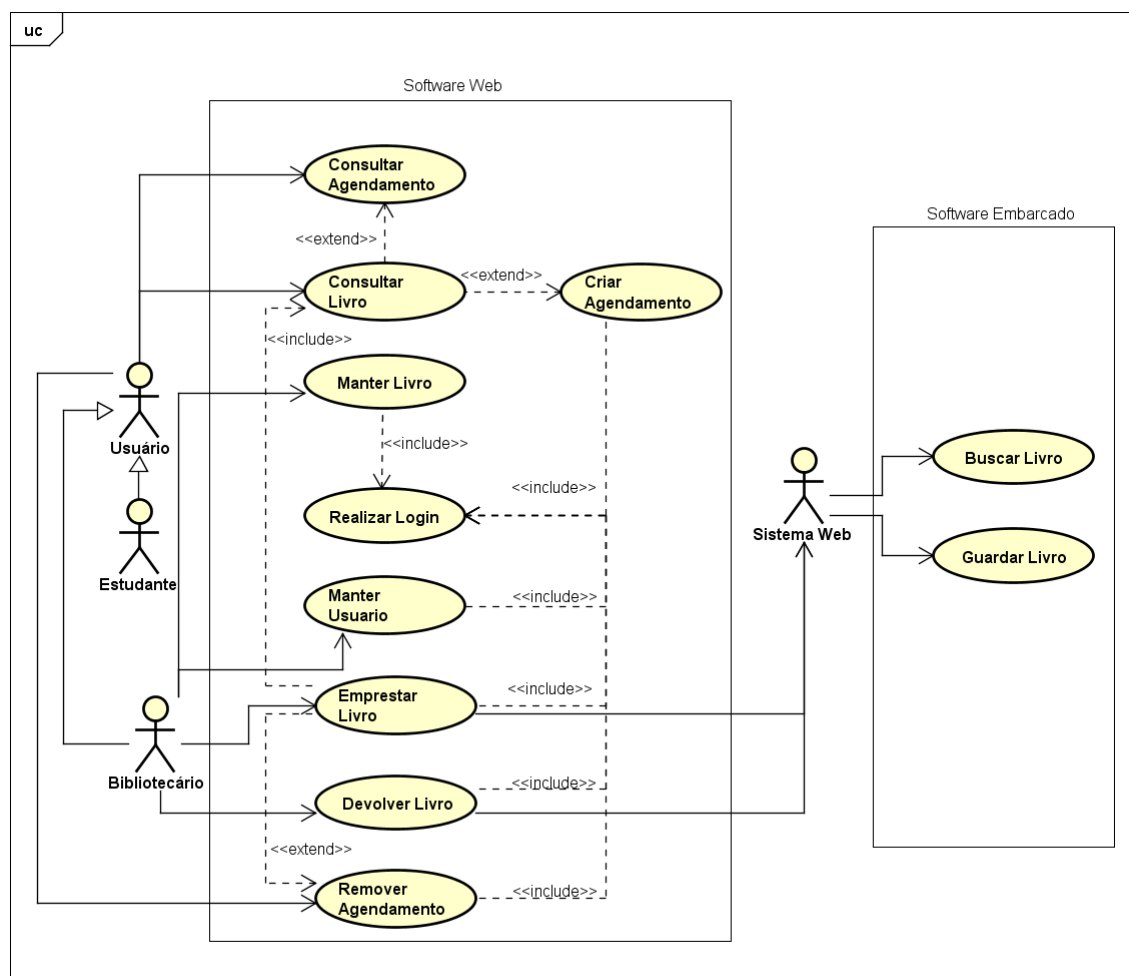 uc
Software Web
Consultar
Agendamento
<<extend>>
Software Embarcado
Consultar
Livro
<<extend>>
Criar
Agendamento
<<include>>
Manter Livro
Usuário
<<include>>
Buscar Livro
<<include>>
Realizar Login
Sistema Web
Guardar Livro
Estudante
Manter
Usuario
<<include>>
Emprestar
Livro
<<include>>
Bibliotecário
Devolver Livro
<<include>>
<<extend>>
Remover
Agendamento
<<include>>